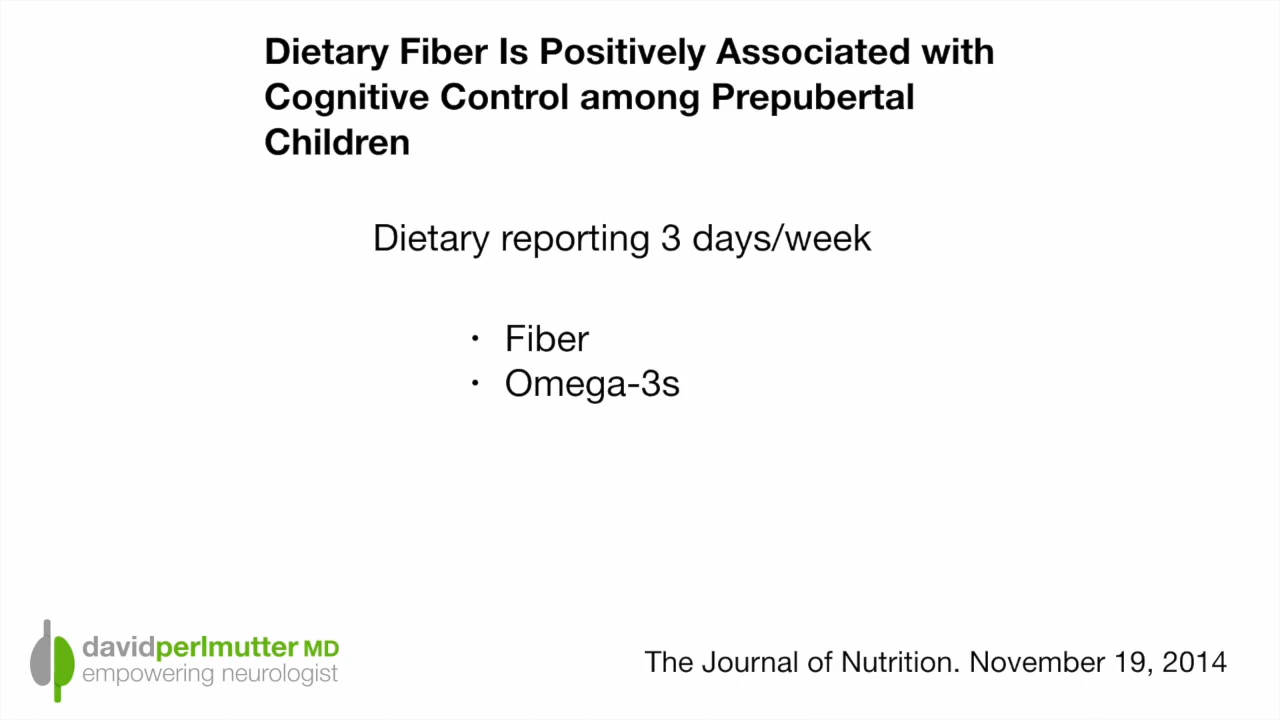 Dietary Fiber Is Positively Associated with
Cognitive Control among Prepubertal
Children
Dietary reporting 3 days/week
• Fiber
• Omega-3s
davidperlmutter MD
empowering neurologist
The Journal of Nutrition. November 19, 2014